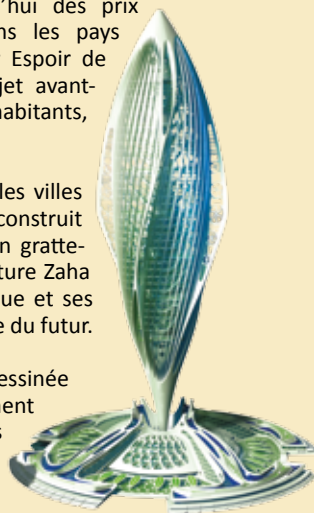 hui des prix
ns les pays
Espoir de
jet avant-
habitants,
les villes
construit
n gratte-
ture Zaha
ue et ses
e du futur.
essinée
ment
s